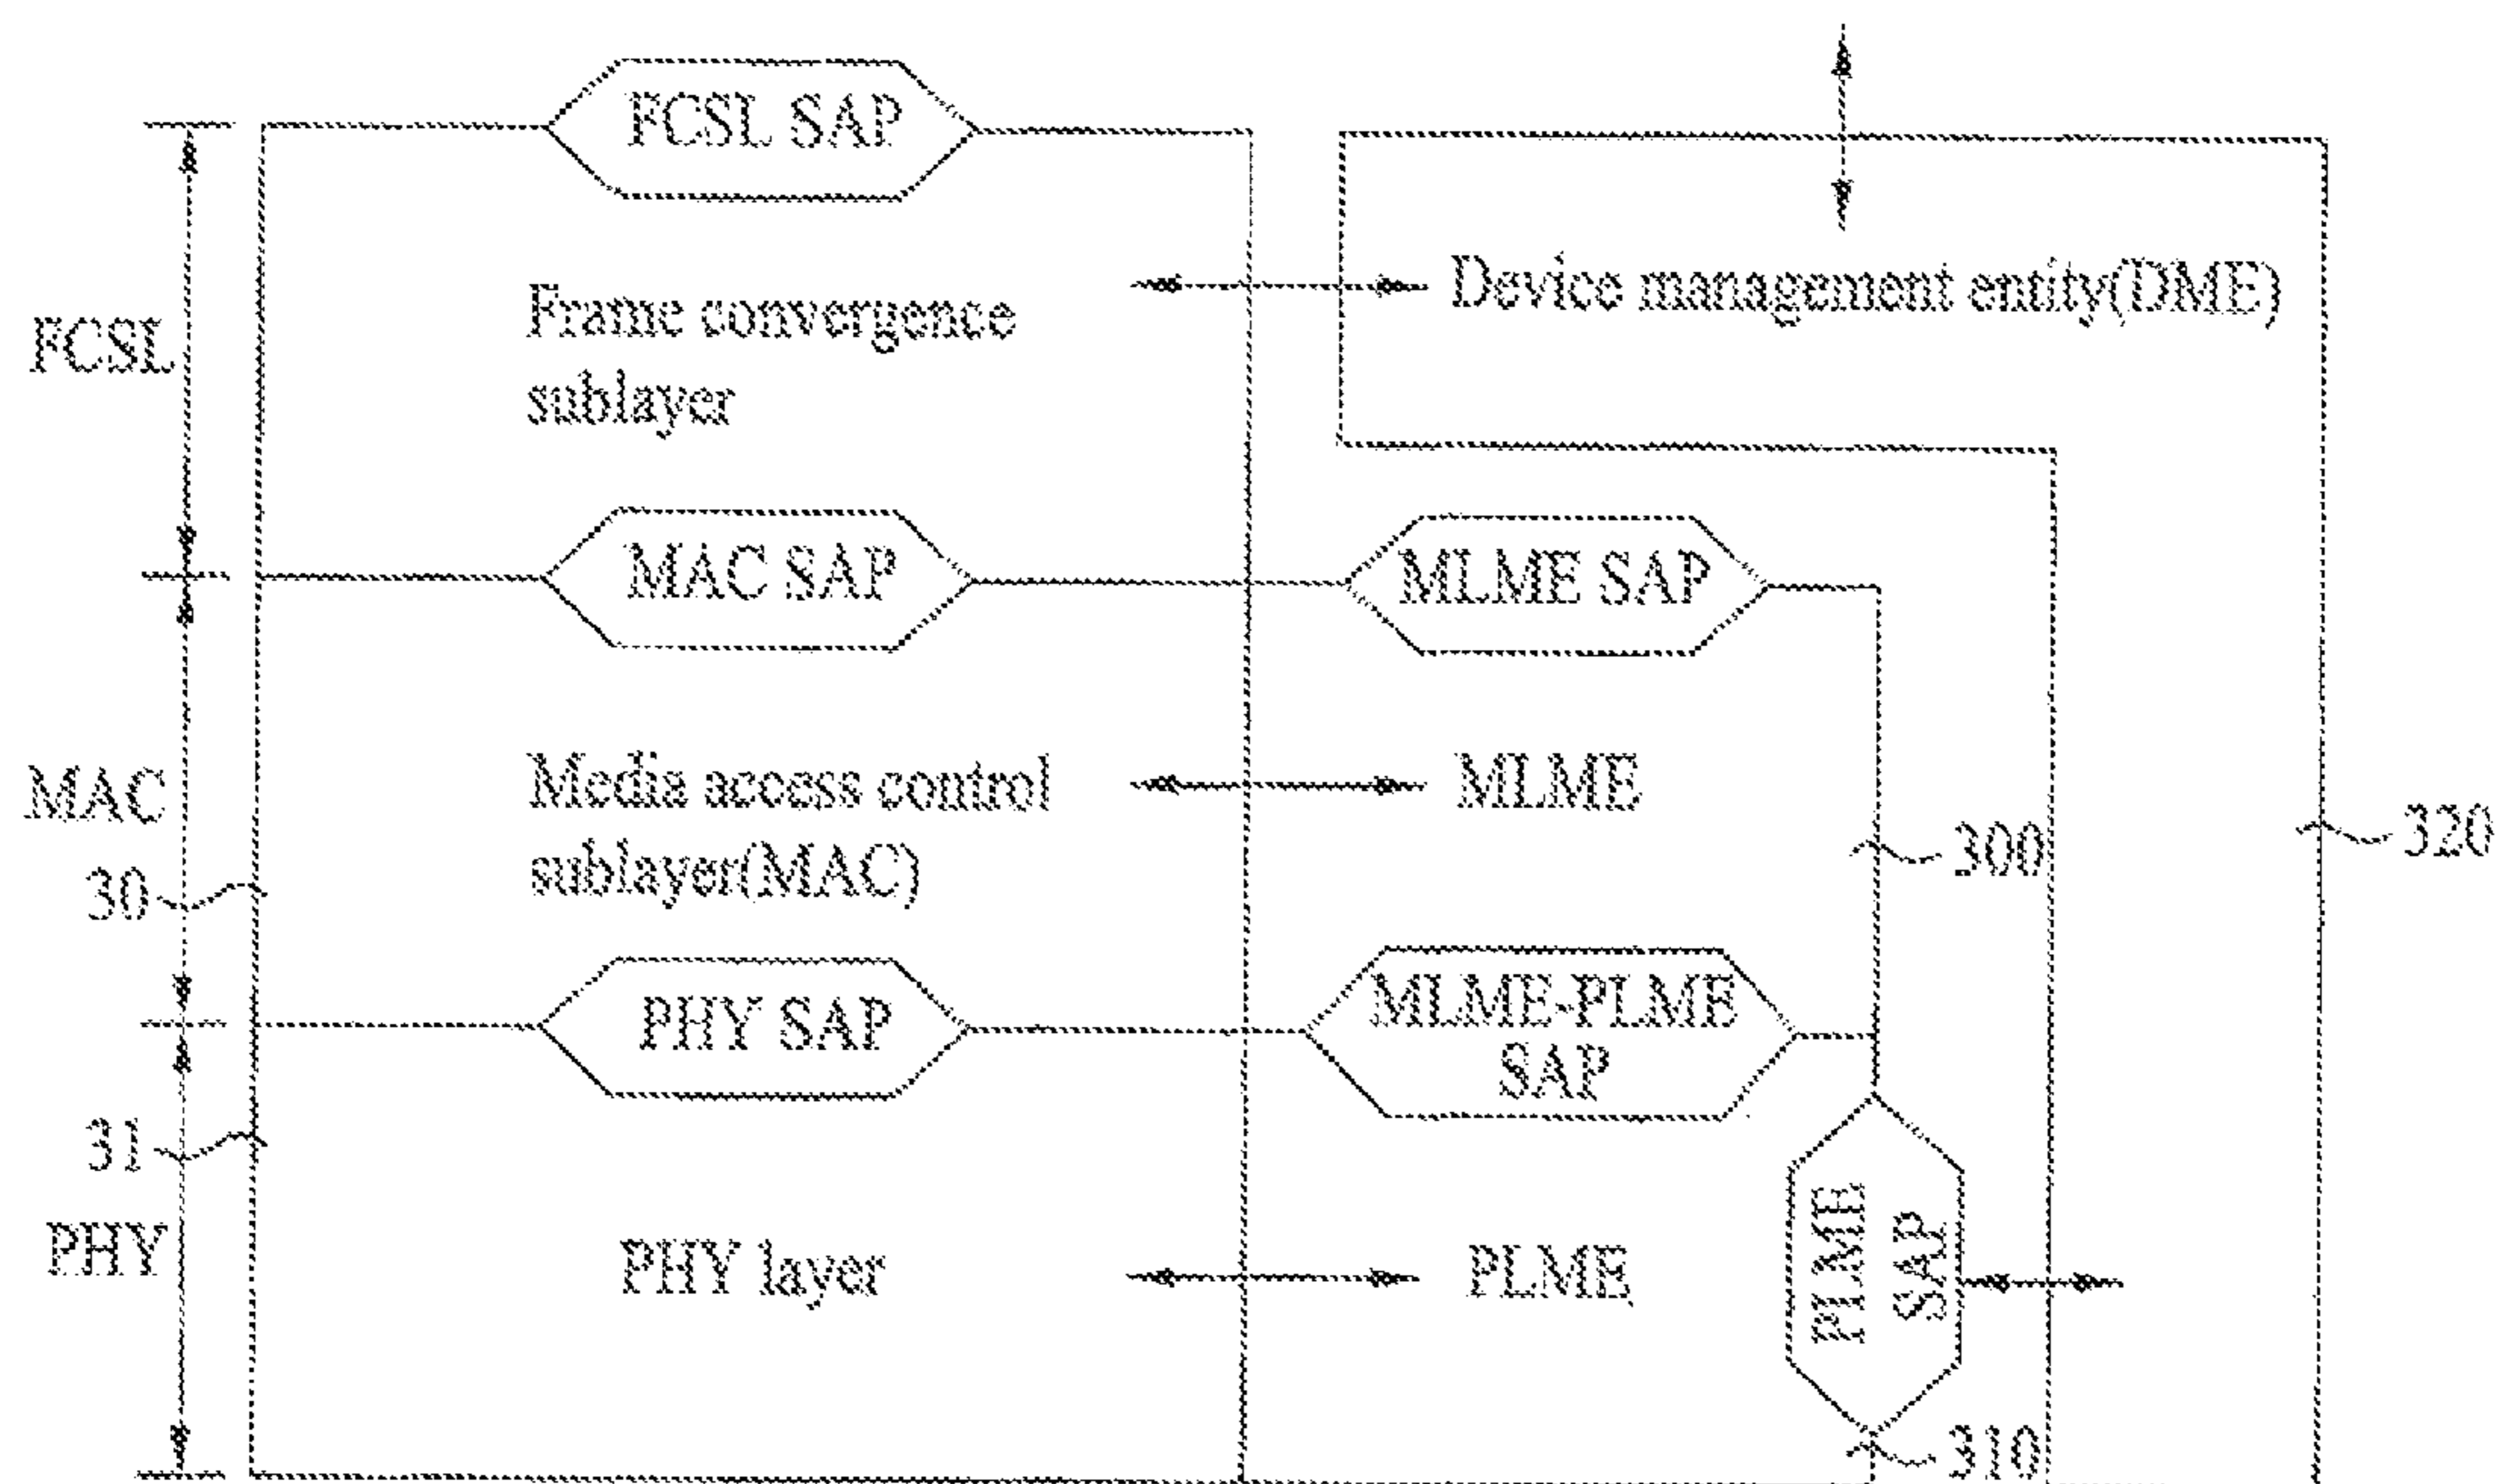 FCSL SAP
FCSL
Frame convergence
sublayer
Device management entity(DME)
MAC SAP
MLME SAP
MAC
Media access control
sublayer(MAC)
MLME
30
300
320
PHY SAP
MLME-PLME
SAP
31
PHY
PHY layer
PLME
PLME
SAP
310